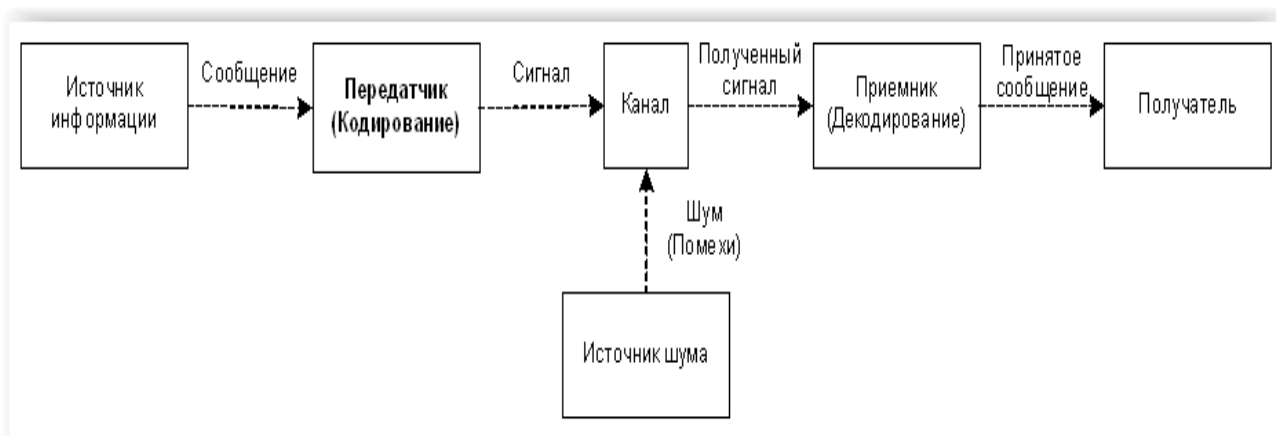 Источник
информации
Сообщение
Передатчик
(Кодирование)
Сигнал
Канал
Полученный
сигнал
Приемник
(Декодирование)
Принятое
сообщение
Получатель
Шум
(Помехи)
Источник шума